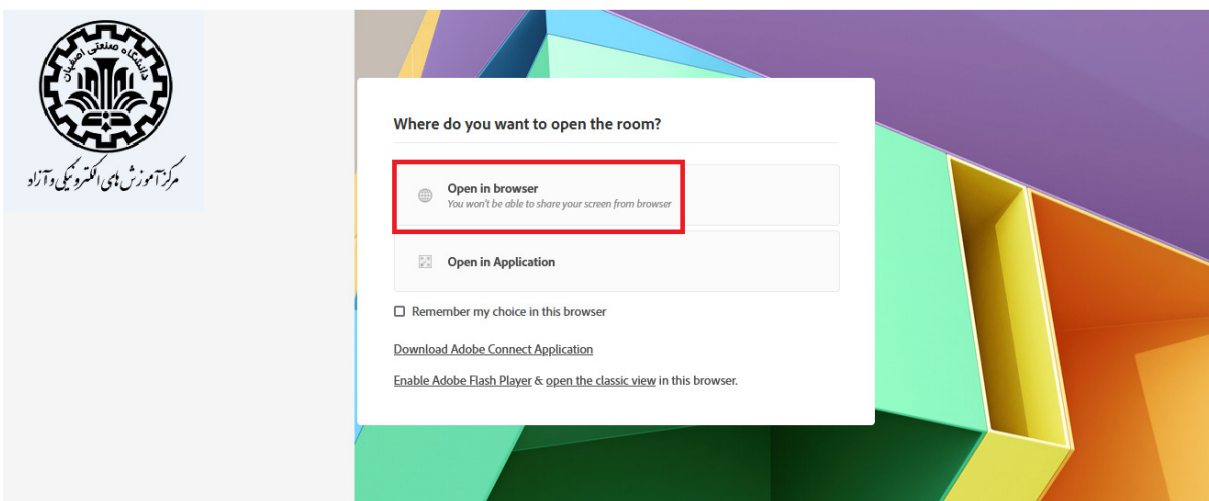 دانشگاه صنعتی اصفهان
مرکز آموزش های الکترونیکی و آزاد
Where do you want to open the room?
Open in browser
You won't be able to share your screen from browser
Open in Application
Remember my choice in this browser
Download Adobe Connect Application
Enable Adobe Flash Player & open the classic view in this browser.